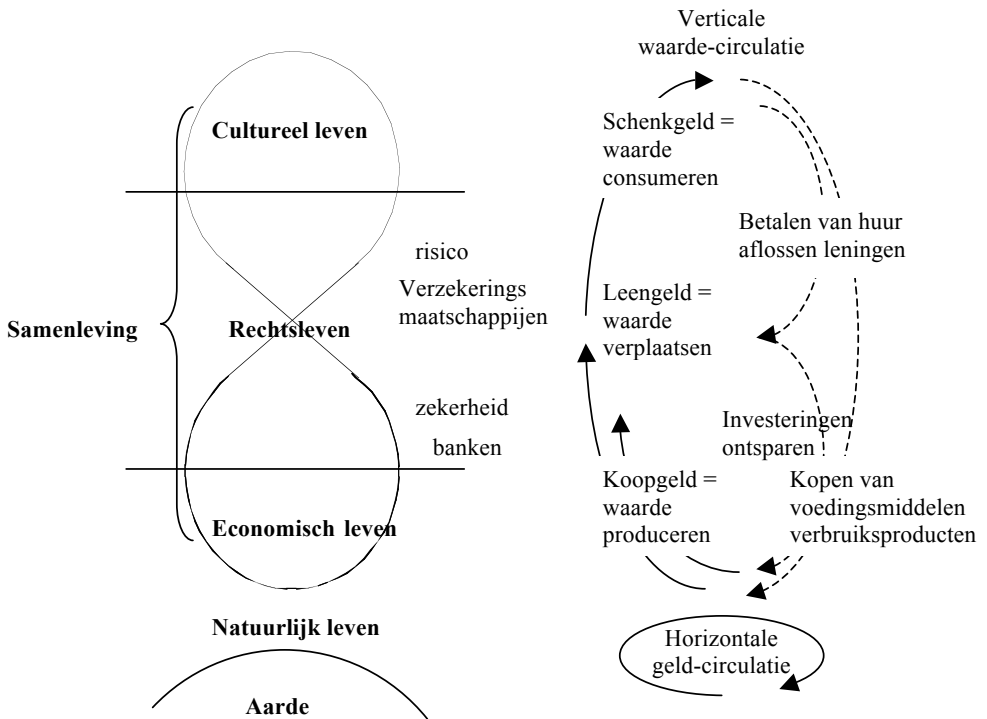 Verticale
waarde-circulatie
Cultureel leven
Schenkgeld =
waarde
consumeren
Betalen van huur
aflossen leningen
risico
Verzekerings
maatschappijen
Samenleving
Rechtsleven
Leengeld =
waarde
verplaatsen
zekerheid
banken
Investeringen
ontsparen
Koopgeld =
waarde
produceren
Kopen van
voedingsmiddelen
verbruiksproducten
Economisch leven
Natuurlijk leven
Horizontale
geld-circulatie
Aarde